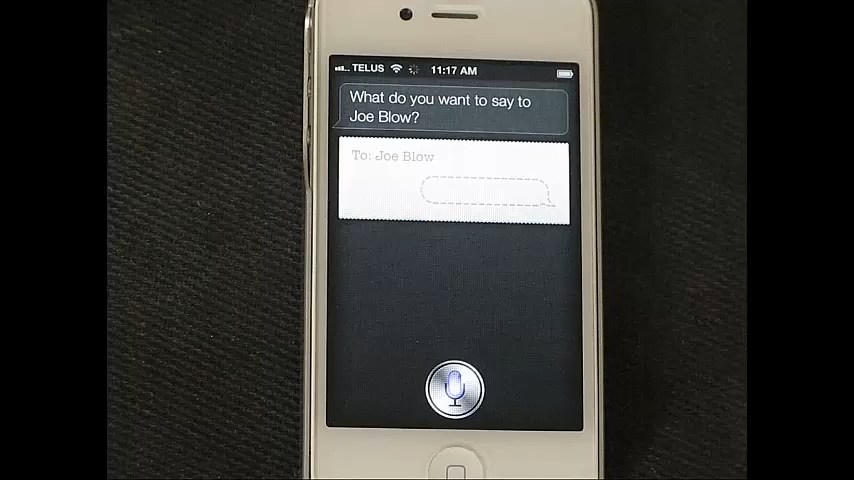 TELUS 11:17 AM
What do you want to say to
Joe Blow?
To: Joe Blow